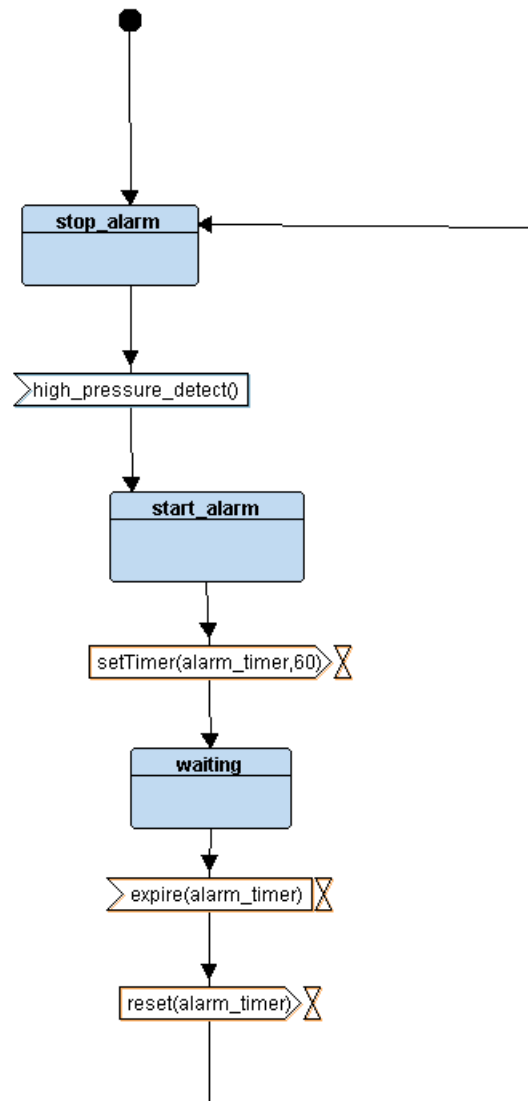 stop_alarm
high_pressure_detect()
start_alarm
setTimer(alarm_timer,60)
waiting
expire(alarm_timer)
reset(alarm_timer)